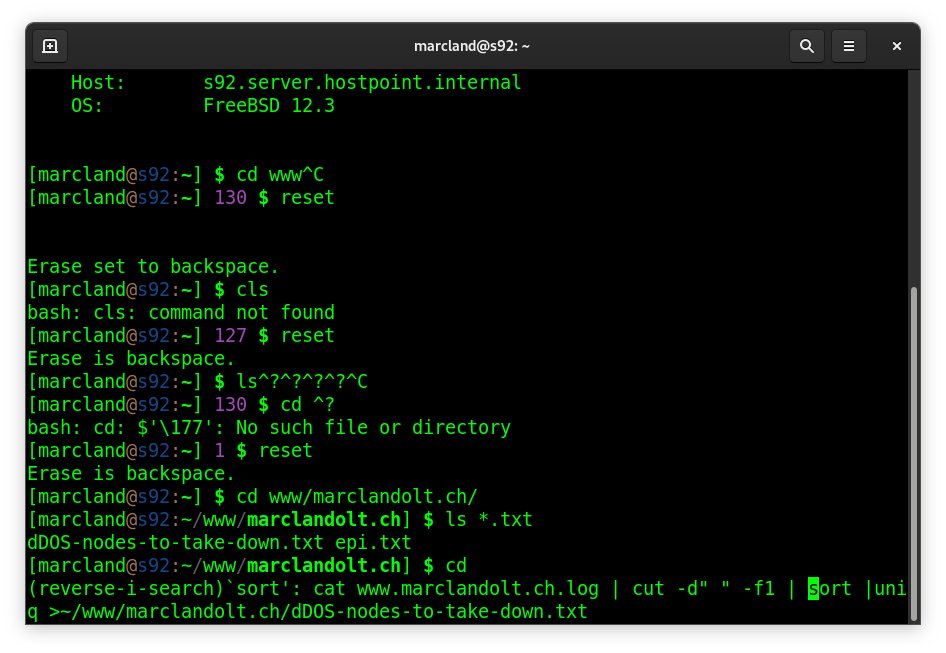 marcland@s92: ~
Host: s92.server.hostpoint.internal
OS: FreeBSD 12.3
[marcland@s92:~] $ cd www^C
[marcland@s92:~] 130 $ reset
Erase set to backspace.
[marcland@s92:~] $ cls
bash: cls: command not found
[marcland@s92:~] 127 $ reset
Erase is backspace.
[marcland@s92:~] $ ls^?^?^?^?^C
[marcland@s92:~] 130 $ cd ^?
bash: cd: $'\177': No such file or directory
[marcland@s92:~] 1 $ reset
Erase is backspace.
[marcland@s92:~] $ cd www/marclandolt.ch/
[marcland@s92:~/www/marclandolt.ch] $ ls *.txt
dDOS-nodes-to-take-down.txt epi.txt
[marcland@s92:~/www/marclandolt.ch] $ cd
(reverse-i-search)`sort': cat www.marclandolt.ch.log | cut -d" " -f1 | sort |uni
q >~/www/marclandolt.ch/dDOS-nodes-to-take-down.txt